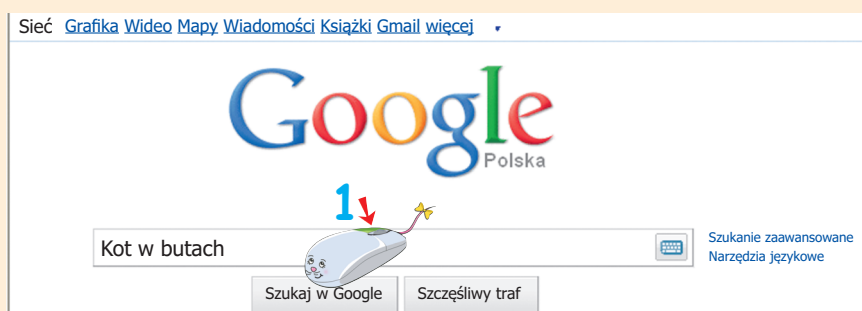 Sieć Grafika Wideo Mapy Wiadomości Książki Gmail więcej
Google
Polska
1
Kot w butach
Szukanie zaawansowane
Narzędzia językowe
Szukaj w Google Szczęśliwy traf